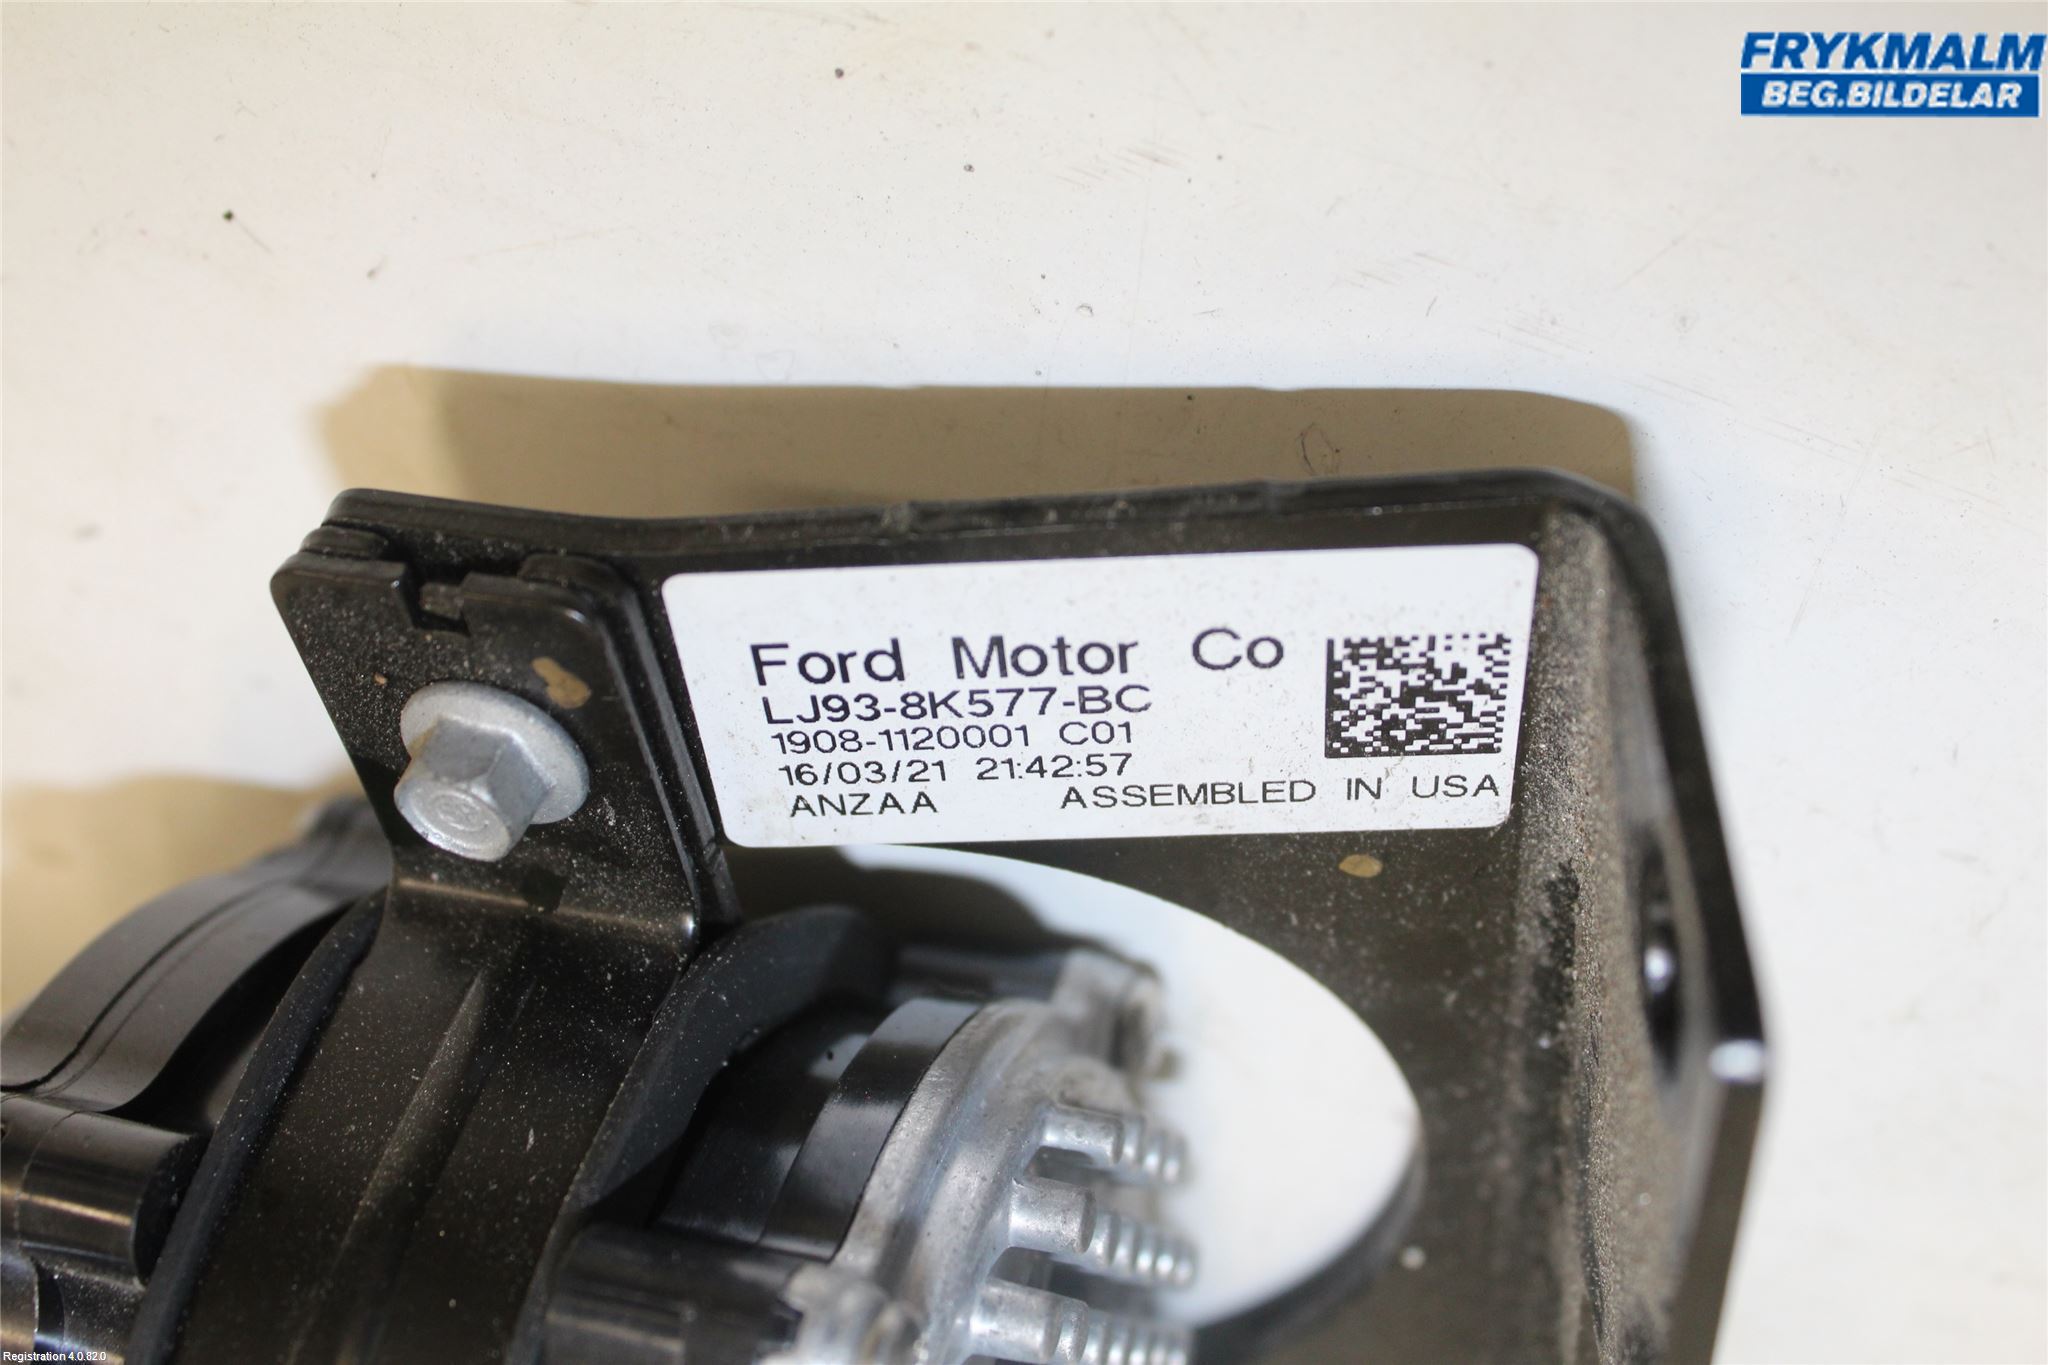 FRYKMALM
BEG.BILDELAR
Ford Motor Co
LJ93-8K577-BC
1908-1120001 C01
16/03/21 21:42:57
ANZAA ASSEMBLED IN USA
Registration 4.0.82.0